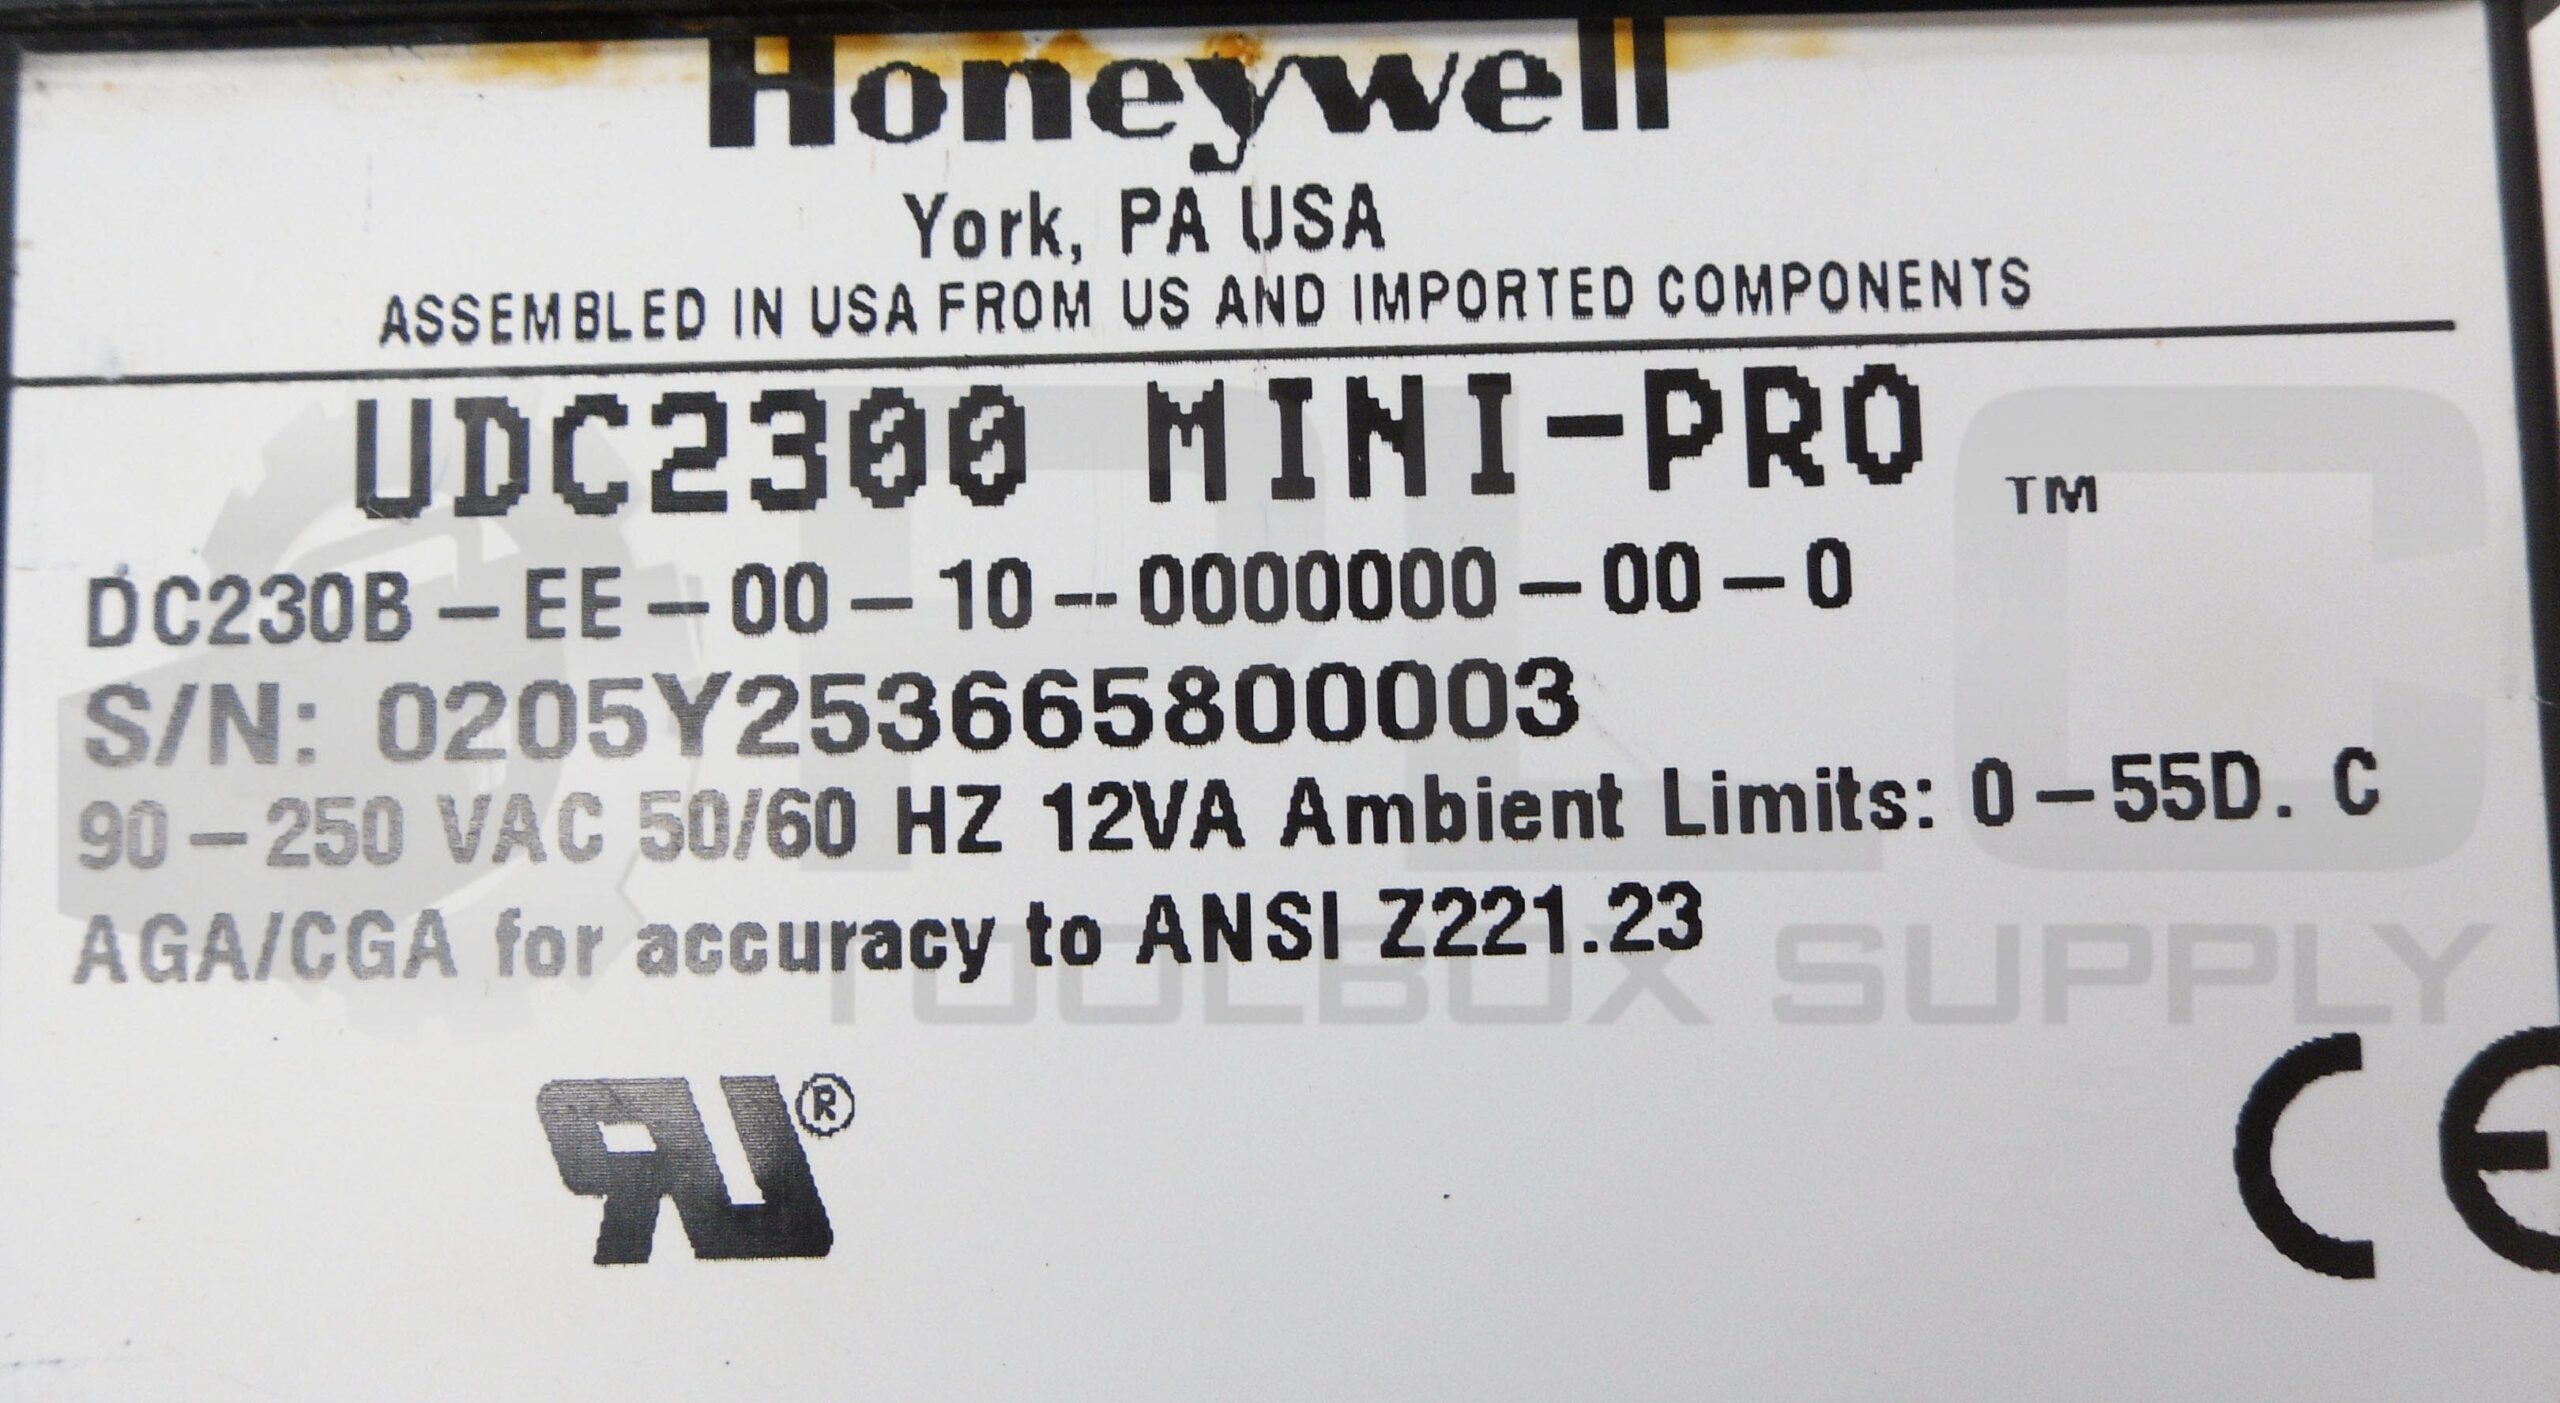 Honeywell
York, PA USA
ASSEMBLED IN USA FROM US AND IMPORTED COMPONENTS
UDC2300 MINI-PRO ™
DC230B-EE-00-10--0000000-00-0
S/N: 0205Y253665800003
90-250 VAC 50/60 HZ 12VA Ambient Limits: 0-55D. C
AGA/CGA for accuracy to ANSI Z221.23
PLC
TOOLBOX SUPPLY
RU®
CE